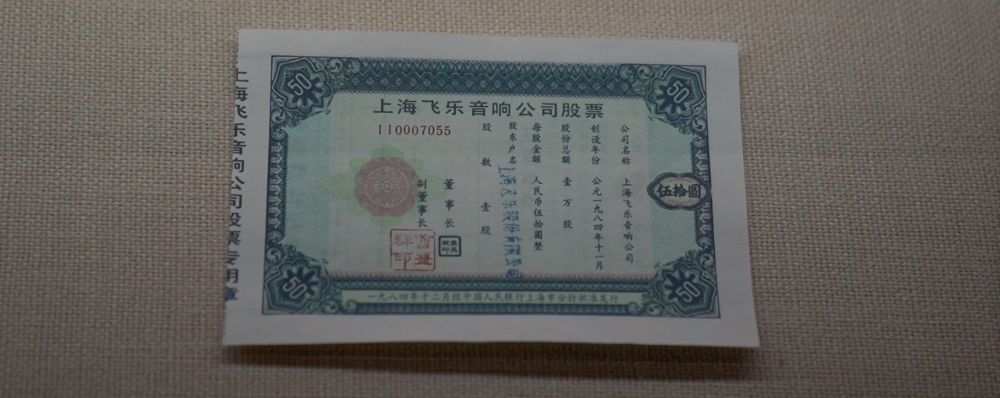 上海飞乐音响公司股票
50
50
II0007055
公司名称 上海飞乐音响公司
创设年份 公元一九八四年十一月
股份总额 壹万股
每股金额 人民币伍拾圆整
股东户名
股数 壹股
董事长
副董事长
伍拾圆
50
50
一九八四年十二月经中国人民银行上海市分行批准发行
上海飞乐音响公司股票专用章